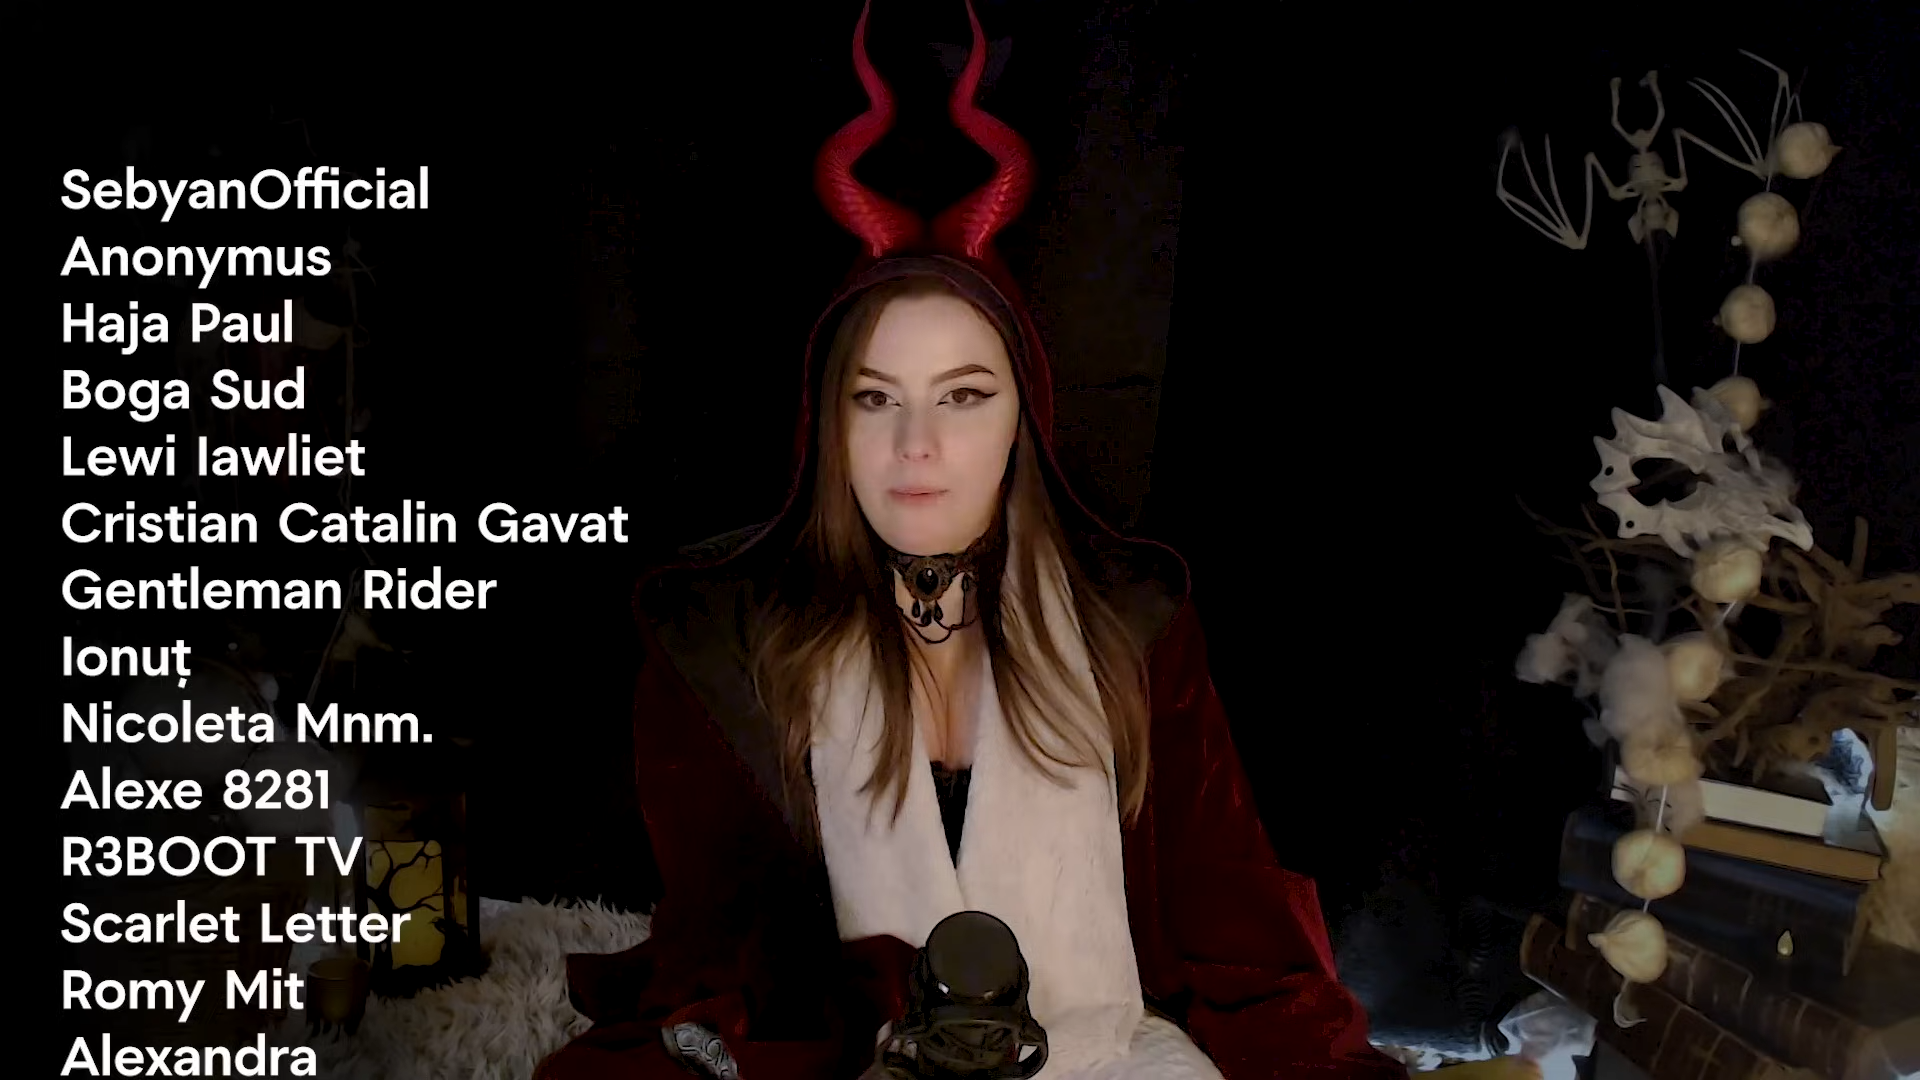 SebyanOfficial
Anonymus
Haja Paul
Boga Sud
Lewi lawliet
Cristian Catalin Gavat
Gentleman Rider
Ionuț
Nicoleta Mnm.
Alexe 8281
R3BOOT TV
Scarlet Letter
Romy Mit
Alexandra